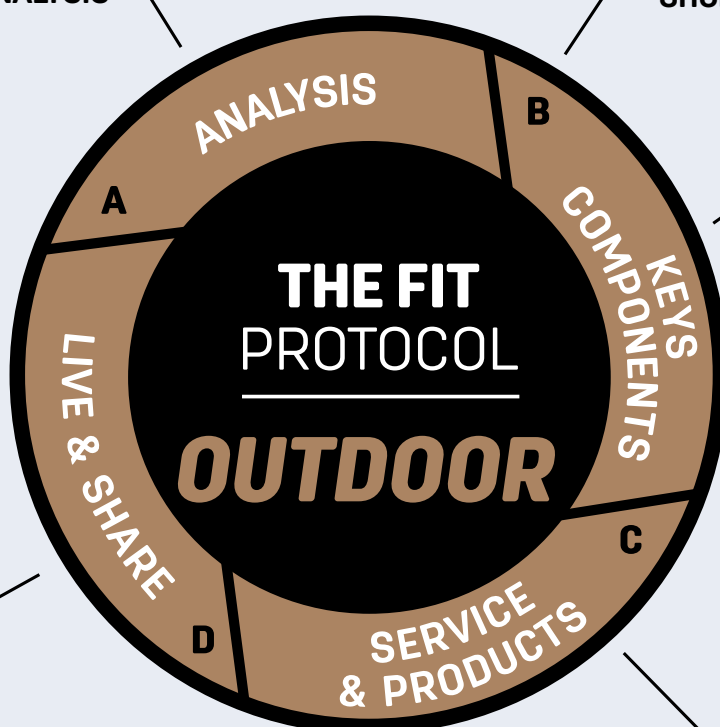 ANALYSIS
A
B
KEYS
COMPONENTS
C
SERVICE
& PRODUCTS
D
LIVE & SHARE
THE FIT
PROTOCOL
OUTDOOR